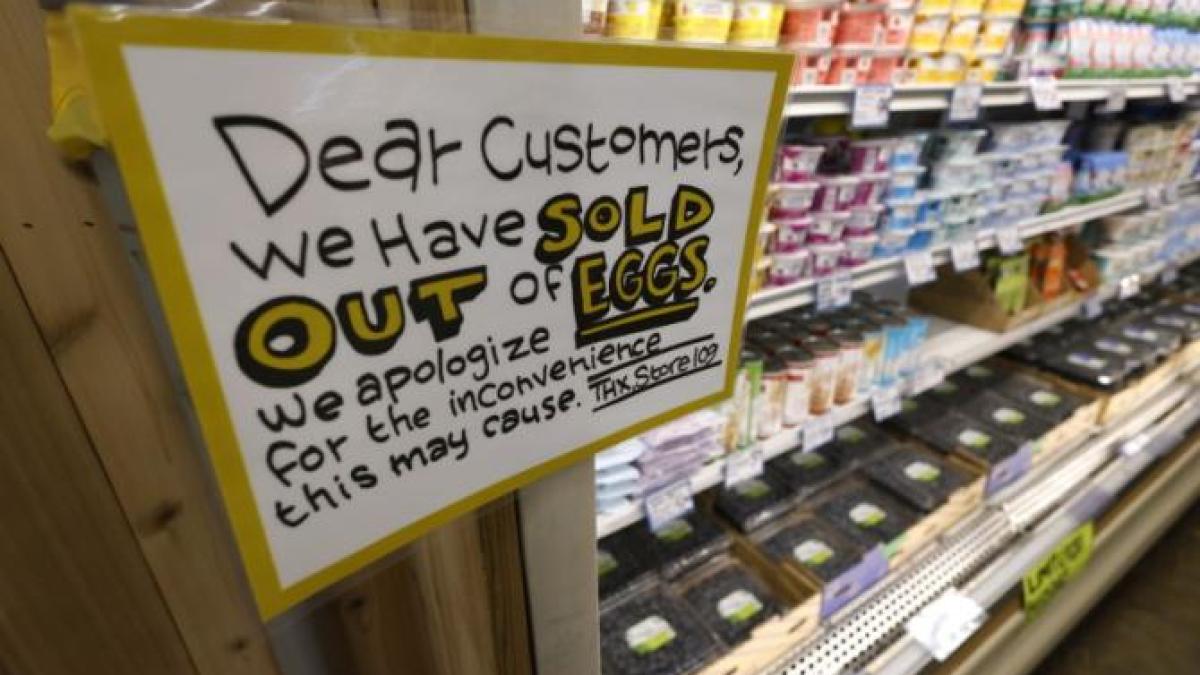 Dear Customers,
we Have SOLD
OUT of EGGS.
we apologize
for the inconvenience
this may cause. THX, Store 109
LIMIT